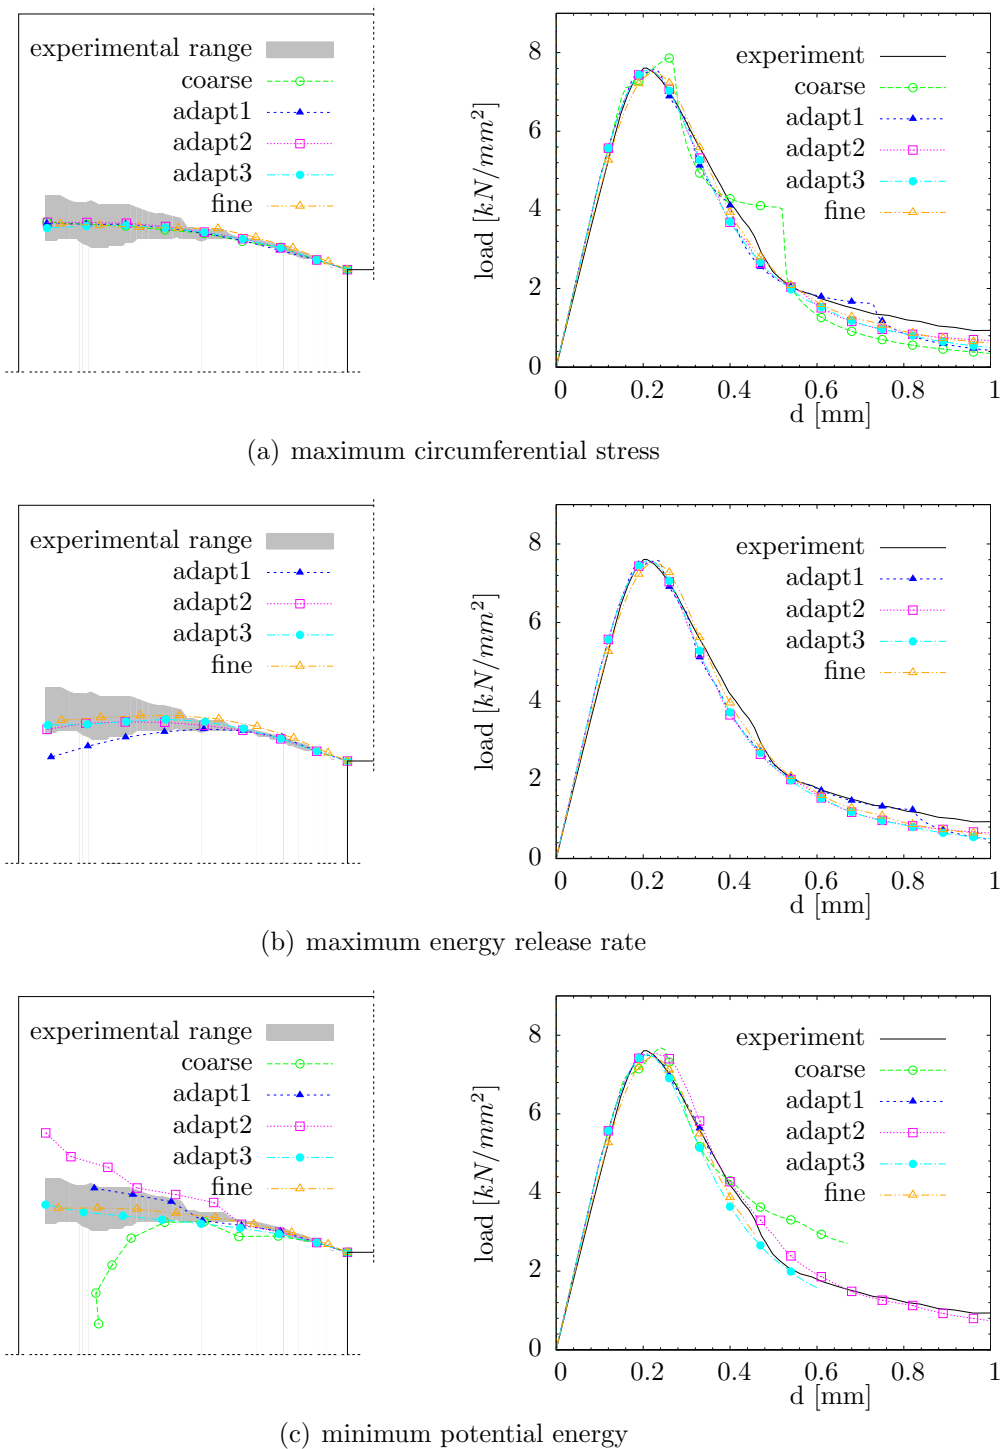 experimental range
coarse
adapt1
adapt2
adapt3
fine
load [kN/mm²]
8
6
4
2
0
experiment
coarse
adapt1
adapt2
adapt3
fine
0 0.2 0.4 0.6 0.8 1
d [mm]
(a) maximum circumferential stress
experimental range
adapt1
adapt2
adapt3
fine
load [kN/mm²]
8
6
4
2
0
experiment
adapt1
adapt2
adapt3
fine
0 0.2 0.4 0.6 0.8 1
d [mm]
(b) maximum energy release rate
experimental range
coarse
adapt1
adapt2
adapt3
fine
load [kN/mm²]
8
6
4
2
0
experiment
coarse
adapt1
adapt2
adapt3
fine
0 0.2 0.4 0.6 0.8 1
d [mm]
(c) minimum potential energy